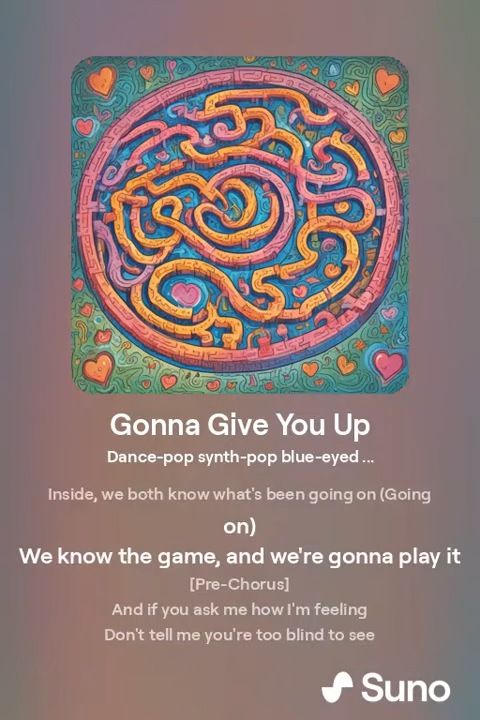 Gonna Give You Up
Dance-pop synth-pop blue-eyed ...
Inside, we both know what's been going on (Going
on)
We know the game, and we're gonna play it
[Pre-Chorus]
And if you ask me how I'm feeling
Don't tell me you're too blind to see
Suno